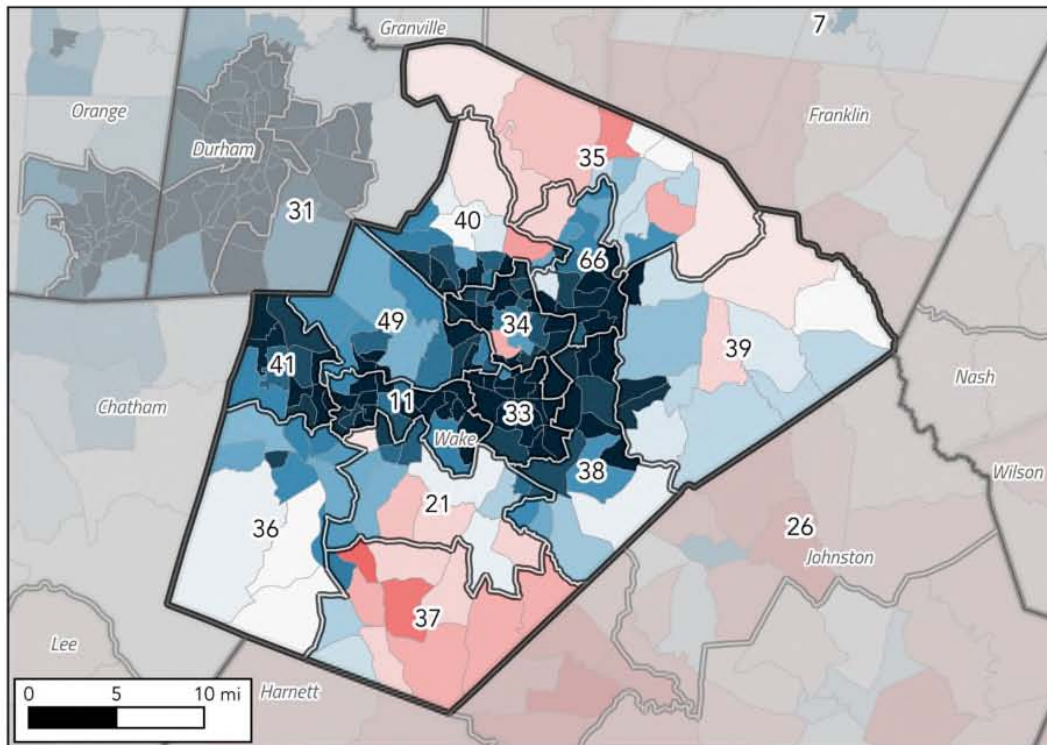 Granville
7
Orange
Franklin
Durham
35
31
40
66
49
34
39
41
Nash
Chatham
11
33
Wake
38
Wilson
21
36
26
Johnston
37
Lee
0 5 10 mi
Harnett